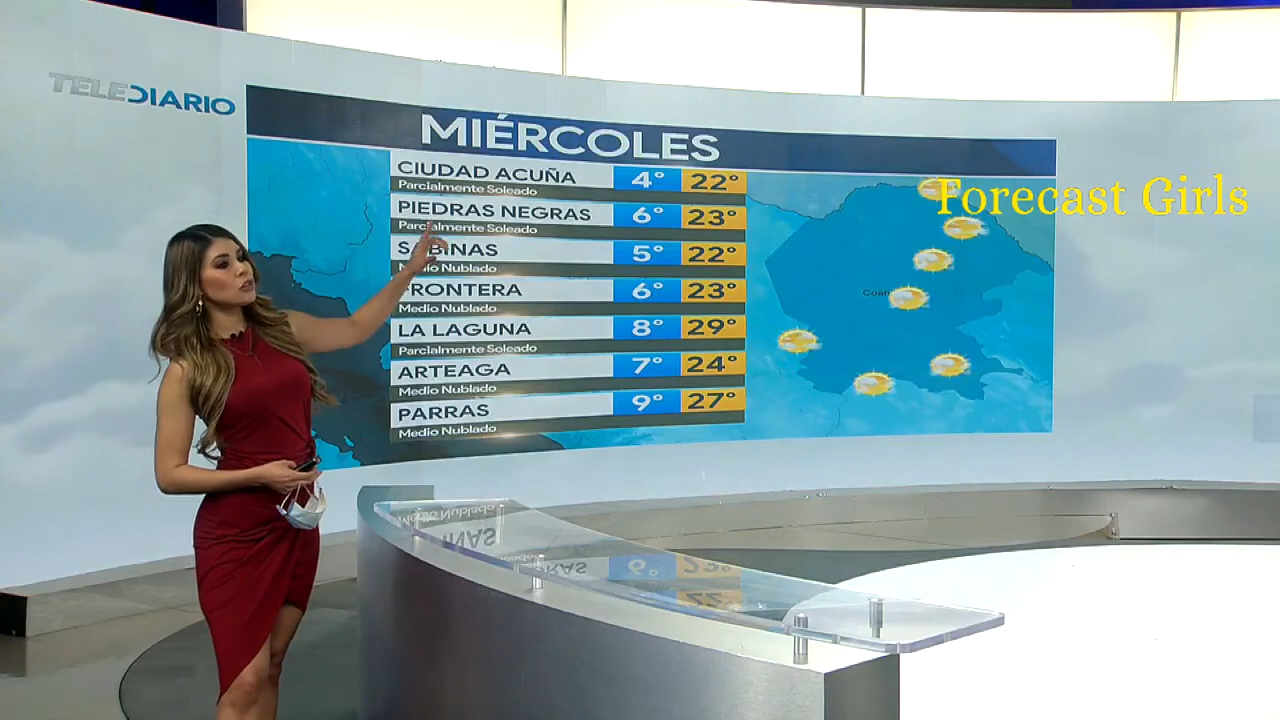 TELEDIARIO
MIÉRCOLES
Forecast Girls
CIUDAD ACUÑA 4° 22°
Parcialmente Soleado
PIEDRAS NEGRAS 6° 23°
Parcialmente Soleado
SABINAS 5° 22°
Medio Nublado
FRONTERA 6° 23°
Medio Nublado
LA LAGUNA 8° 29°
Parcialmente Soleado
ARTEAGA 7° 24°
Medio Nublado
PARRAS 9° 27°
Medio Nublado